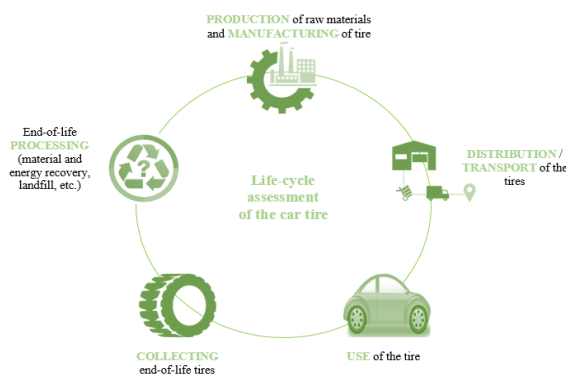 PRODUCTION of raw materials
and MANUFACTURING of tire
End-of-life
PROCESSING
(material and
energy recovery,
landfill, etc.)
?
DISTRIBUTION /
TRANSPORT of the
tires
Life-cycle
assessment
of the car tire
COLLECTING
end-of-life tires
USE of the tire